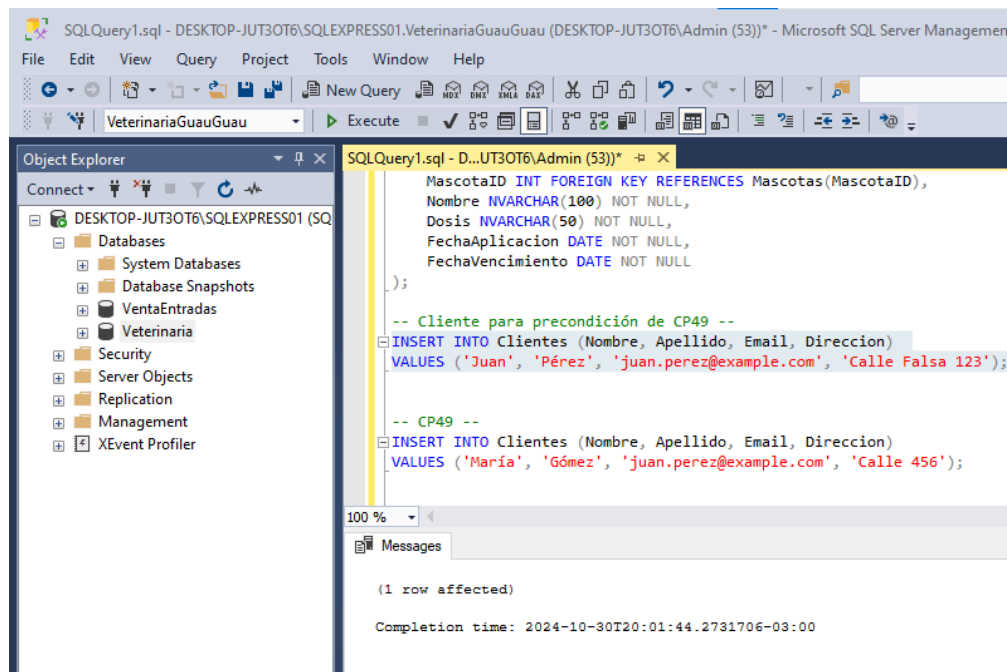 SQLQuery1.sql - DESKTOP-JUT3OT6\SQLEXPRESS01.VeterinariaGuauGuau (DESKTOP-JUT3OT6\Admin (53))* - Microsoft SQL Server Managemen
File Edit View Query Project Tools Window Help
New Query MDX DMX XMLA DAX
VeterinariaGuauGuau Execute
Object Explorer
Connect
DESKTOP-JUT3OT6\SQLEXPRESS01 (SQ
Databases
System Databases
Database Snapshots
VentaEntradas
Veterinaria
Security
Server Objects
Replication
Management
XEvent Profiler
SQLQuery1.sql - D...UT3OT6\Admin (53))*
MascotaID INT FOREIGN KEY REFERENCES Mascotas(MascotaID),
Nombre NVARCHAR(100) NOT NULL,
Dosis NVARCHAR(50) NOT NULL,
FechaAplicacion DATE NOT NULL,
FechaVencimiento DATE NOT NULL
);
-- Cliente para precondición de CP49 --
INSERT INTO Clientes (Nombre, Apellido, Email, Direccion)
VALUES ('Juan', 'Pérez', 'juan.perez@example.com', 'Calle Falsa 123');
-- CP49 --
INSERT INTO Clientes (Nombre, Apellido, Email, Direccion)
VALUES ('María', 'Gómez', 'juan.perez@example.com', 'Calle 456');
100 %
Messages
(1 row affected)
Completion time: 2024-10-30T20:01:44.2731706-03:00